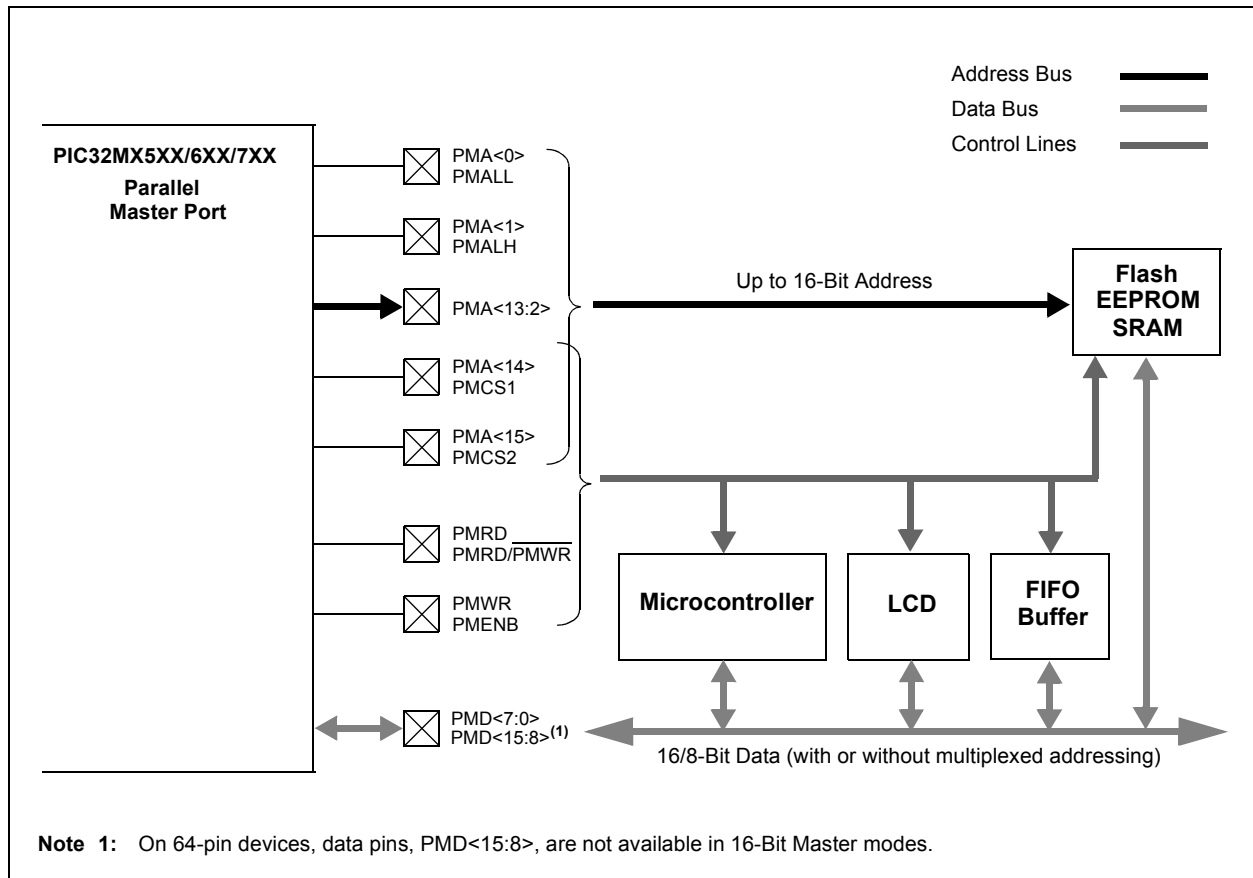 Address Bus
Data Bus
Control Lines
PIC32MX5XX/6XX/7XX
Parallel
Master Port
PMA<0>
PMALL
PMA<1>
PMALH
PMA<13:2>
PMA<14>
PMCS1
PMA<15>
PMCS2
PMRD
PMRD/PMWR
PMWR
PMENB
PMD<7:0>
PMD<15:8>(1)
Up to 16-Bit Address
Flash
EEPROM
SRAM
Microcontroller
LCD
FIFO
Buffer
16/8-Bit Data (with or without multiplexed addressing)
Note 1: On 64-pin devices, data pins, PMD<15:8>, are not available in 16-Bit Master modes.